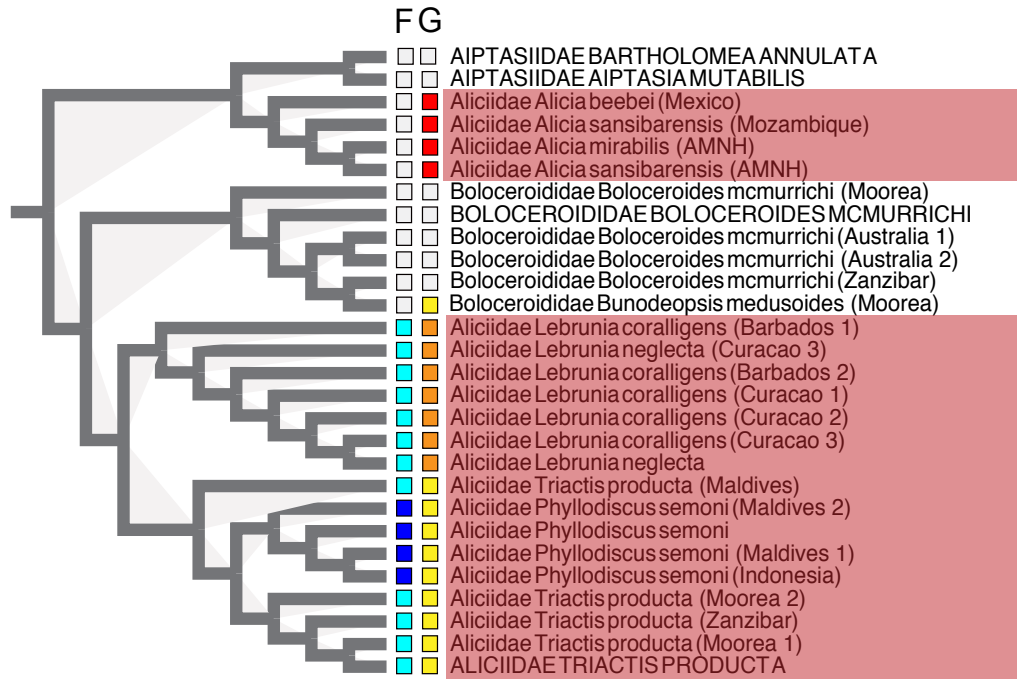 F G
AIPTASIIDAE BARTHOLOMEA ANNULATA
AIPTASIIDAE AIPTASIA MUTABILIS
Aliciidae Alicia beebei (Mexico)
Aliciidae Alicia sansibarensis (Mozambique)
Aliciidae Alicia mirabilis (AMNH)
Aliciidae Alicia sansibarensis (AMNH)
Boloceroididae Boloceroides mcmurrichi (Moorea)
BOLOCEROIDIDAE BOLOCEROIDES MCMURRICHI
Boloceroididae Boloceroides mcmurrichi (Australia 1)
Boloceroididae Boloceroides mcmurrichi (Australia 2)
Boloceroididae Boloceroides mcmurrichi (Zanzibar)
Boloceroididae Bunodeopsis medusoides (Moorea)
Aliciidae Lebrunia coralligens (Barbados 1)
Aliciidae Lebrunia neglecta (Curacao 3)
Aliciidae Lebrunia coralligens (Barbados 2)
Aliciidae Lebrunia coralligens (Curacao 1)
Aliciidae Lebrunia coralligens (Curacao 2)
Aliciidae Lebrunia coralligens (Curacao 3)
Aliciidae Lebrunia neglecta
Aliciidae Triactis producta (Maldives)
Aliciidae Phyllodiscus semoni (Maldives 2)
Aliciidae Phyllodiscus semoni
Aliciidae Phyllodiscus semoni (Maldives 1)
Aliciidae Phyllodiscus semoni (Indonesia)
Aliciidae Triactis producta (Moorea 2)
Aliciidae Triactis producta (Zanzibar)
Aliciidae Triactis producta (Moorea 1)
ALICIIDAE TRIACTIS PRODUCTA